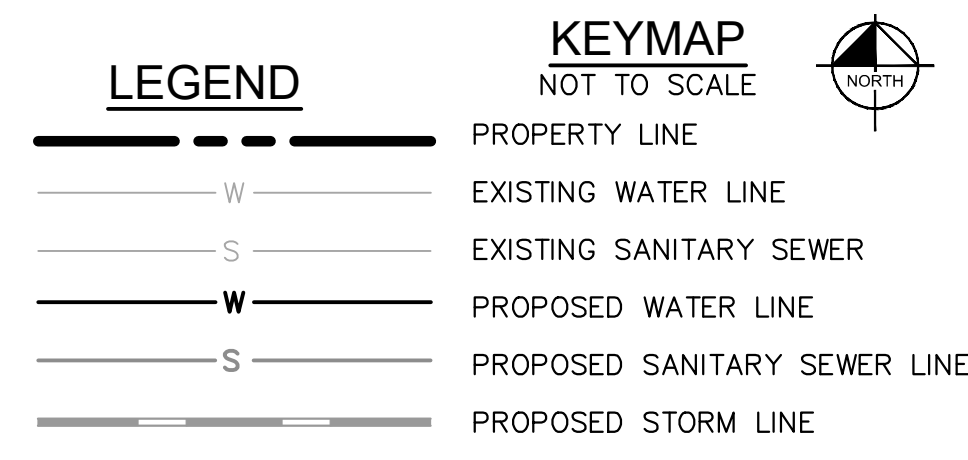 KEYMAP
NOT TO SCALE
NORTH
LEGEND
PROPERTY LINE
W EXISTING WATER LINE
S EXISTING SANITARY SEWER
W PROPOSED WATER LINE
S PROPOSED SANITARY SEWER LINE
PROPOSED STORM LINE